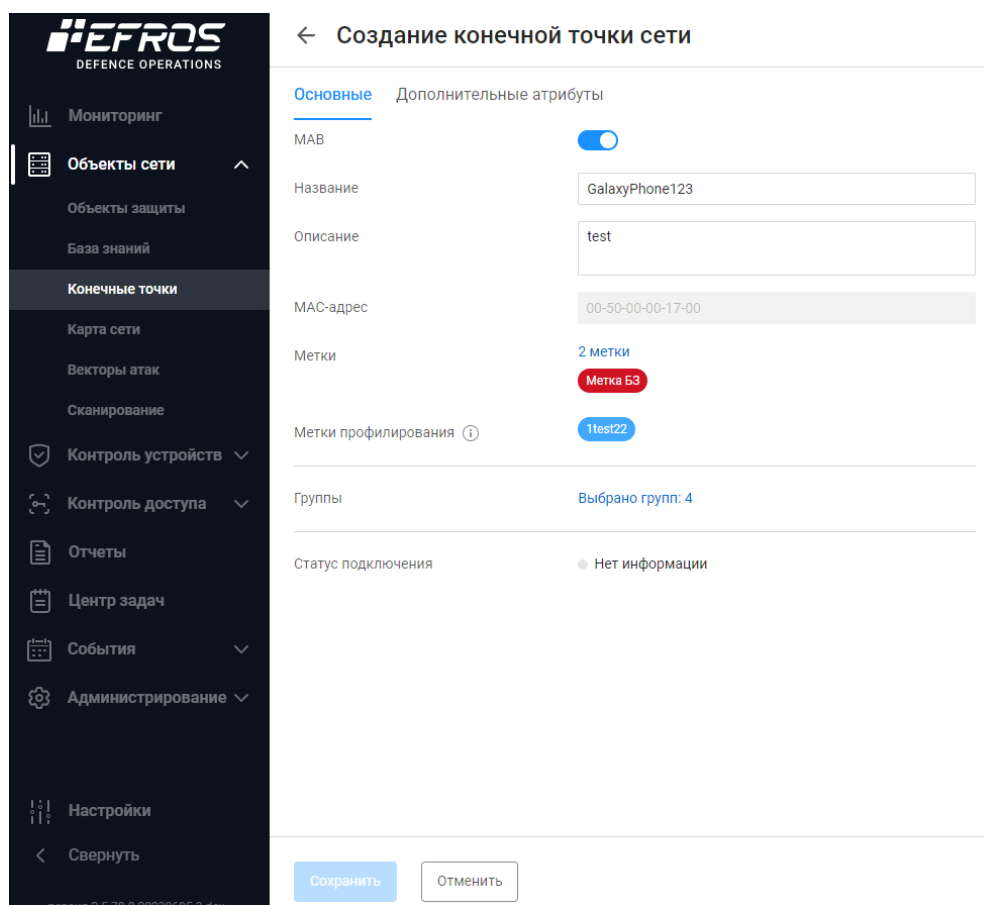 EFROS
DEFENCE OPERATIONS
Мониторинг
Объекты сети
Объекты защиты
База знаний
Конечные точки
Карта сети
Векторы атак
Сканирование
Контроль устройств
Контроль доступа
Отчеты
Центр задач
События
Администрирование
Настройки
Свернуть
Создание конечной точки сети
Основные Дополнительные атрибуты
MAB
Название GalaxyPhone123
Описание test
MAC-адрес 00-50-00-00-17-00
Метки 2 метки
Метка БЗ
Метки профилирования 1test22
Группы Выбрано групп: 4
Статус подключения Нет информации
Сохранить Отменить